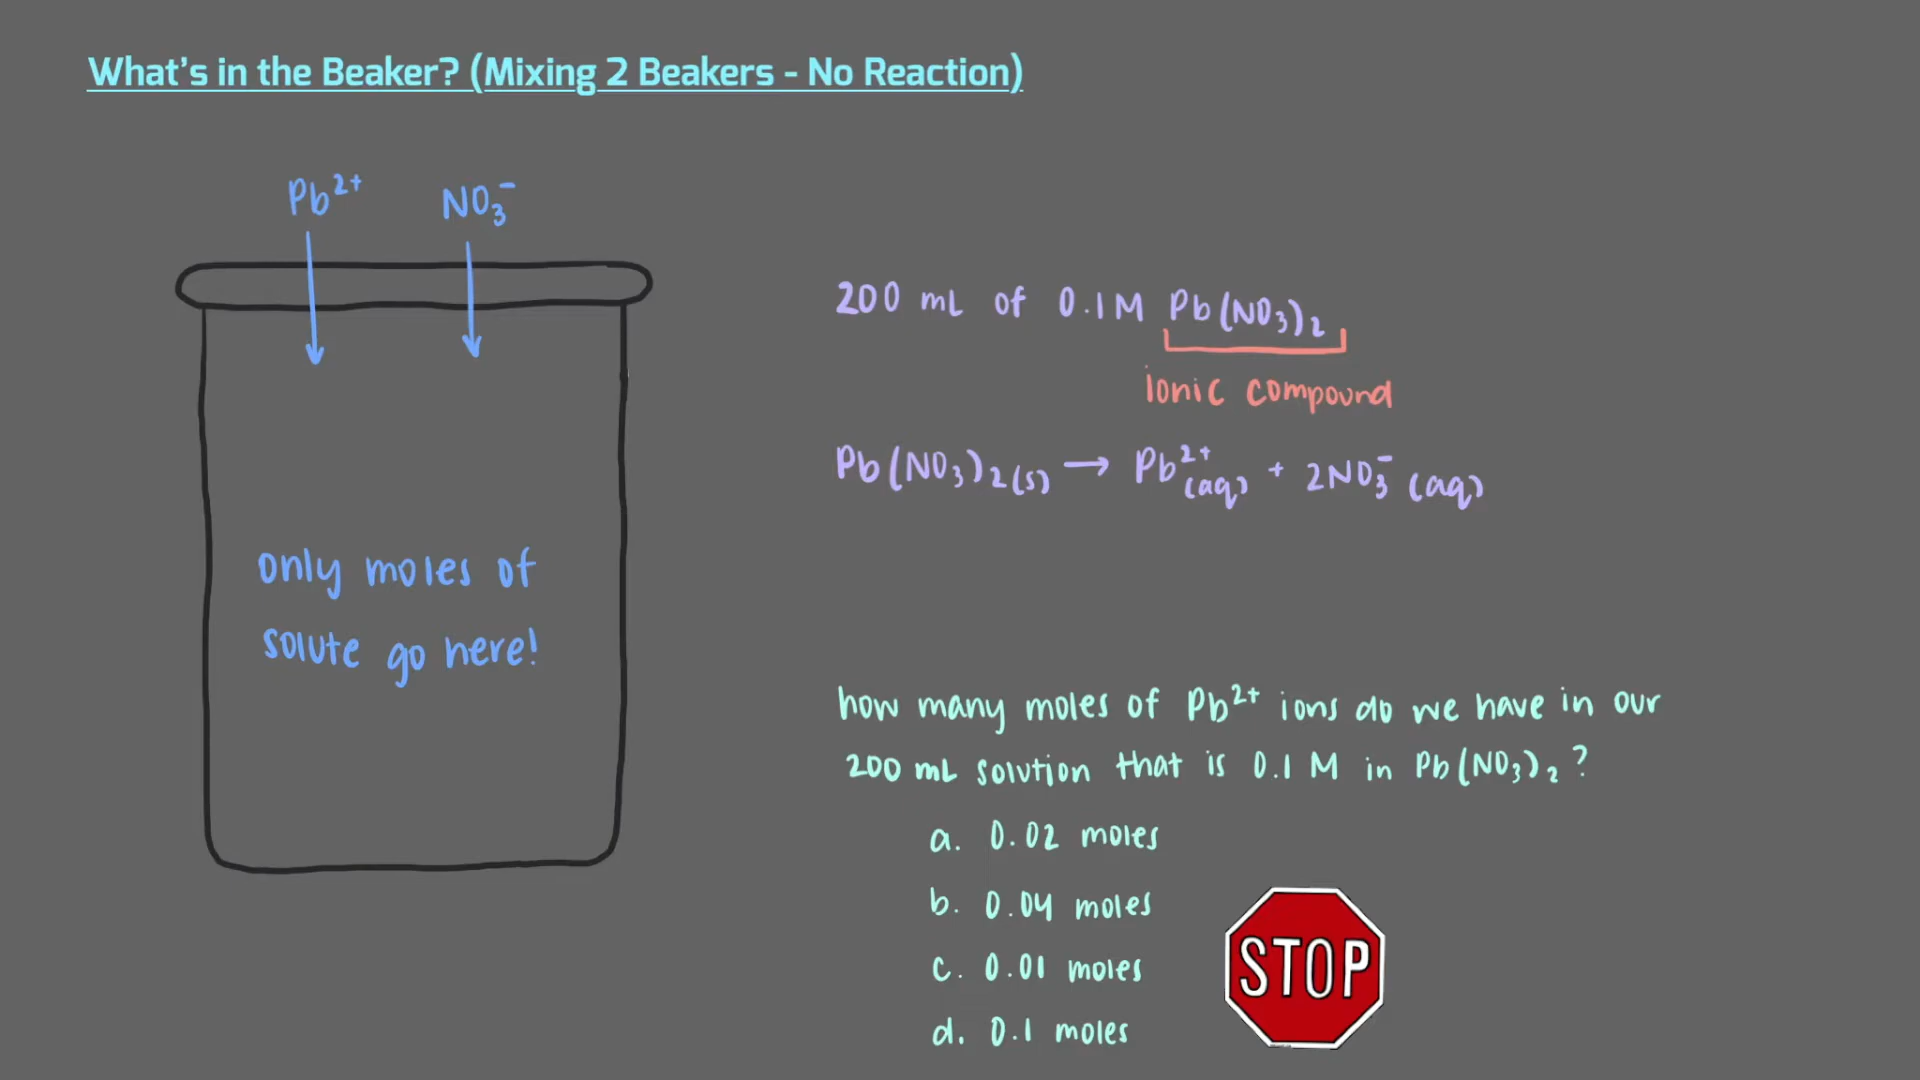 What's in the Beaker? (Mixing 2 Beakers - No Reaction)
Pb²⁺ NO₃⁻
only moles of
solute go here!
200 mL of 0.1M Pb(NO₃)₂
ionic compound
Pb(NO₃)₂(s) → Pb²⁺(aq) + 2NO₃⁻(aq)
how many moles of Pb²⁺ ions do we have in our
200 mL solution that is 0.1 M in Pb(NO₃)₂?
a. 0.02 moles
b. 0.04 moles
c. 0.01 moles
d. 0.1 moles
STOP